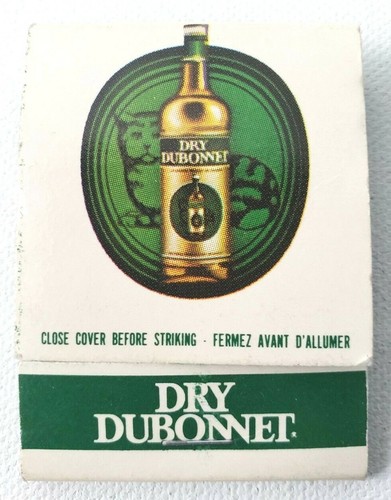 DRY
DUBONNET
CLOSE COVER BEFORE STRIKING · FERMEZ AVANT D'ALLUMER
DRY
DUBONNET